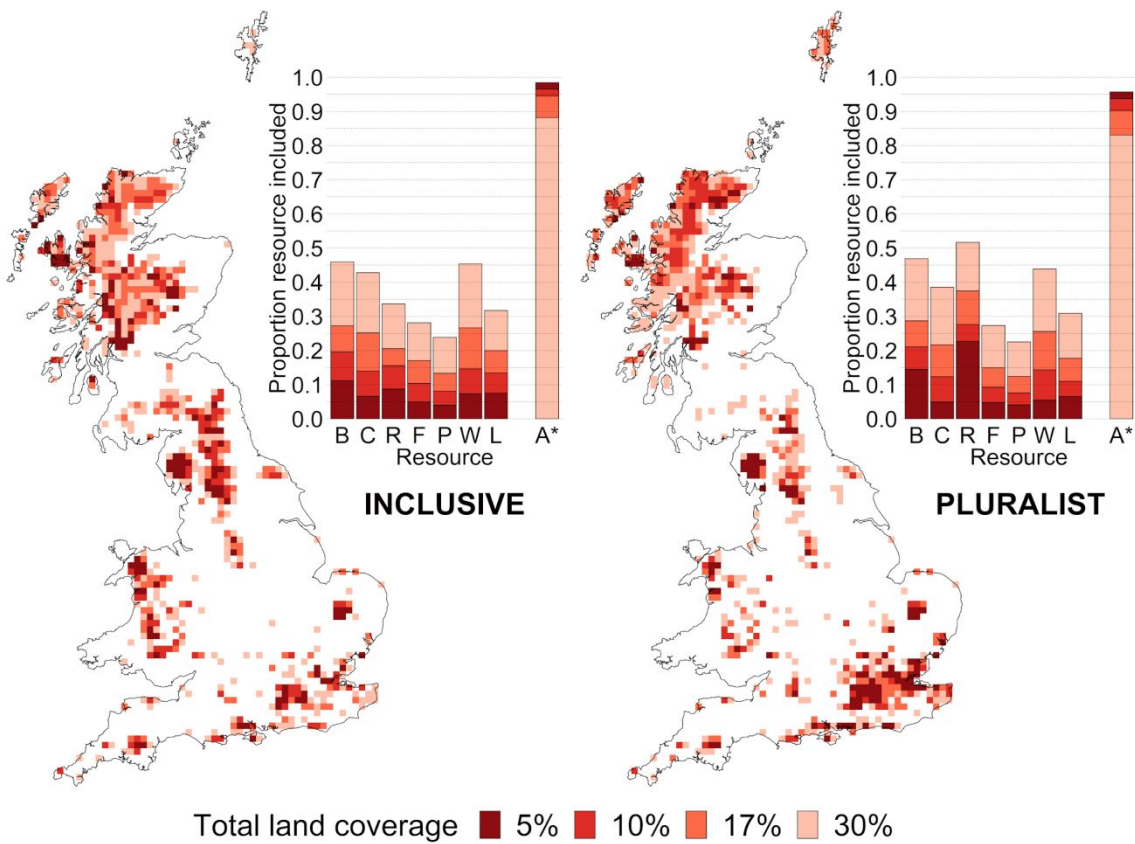 1.0
0.9
0.8
0.7
0.6
0.5
0.4
0.3
0.2
0.1
0.0
Proportion resource included
B C R F P W L A*
Resource
INCLUSIVE
1.0
0.9
0.8
0.7
0.6
0.5
0.4
0.3
0.2
0.1
0.0
Proportion resource included
B C R F P W L A*
Resource
PLURALIST
Total land coverage 5% 10% 17% 30%